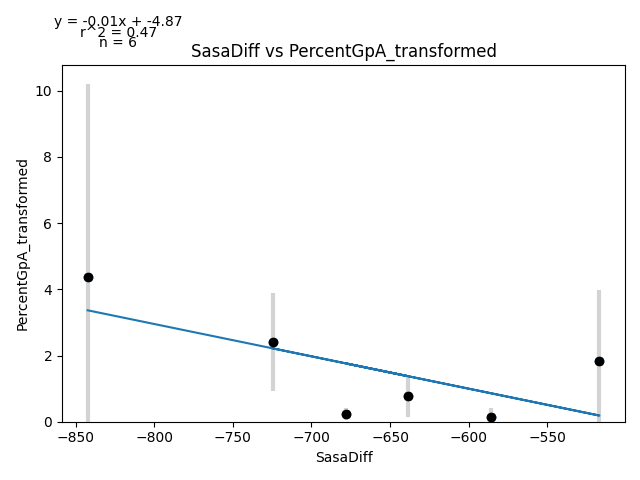 y = -0.01x + -4.87
r^2 = 0.47
n = 6
SasaDiff vs PercentGpA_transformed
PercentGpA_transformed
10
8
6
4
2
0
−850 −800 −750 −700 −650 −600 −550
SasaDiff